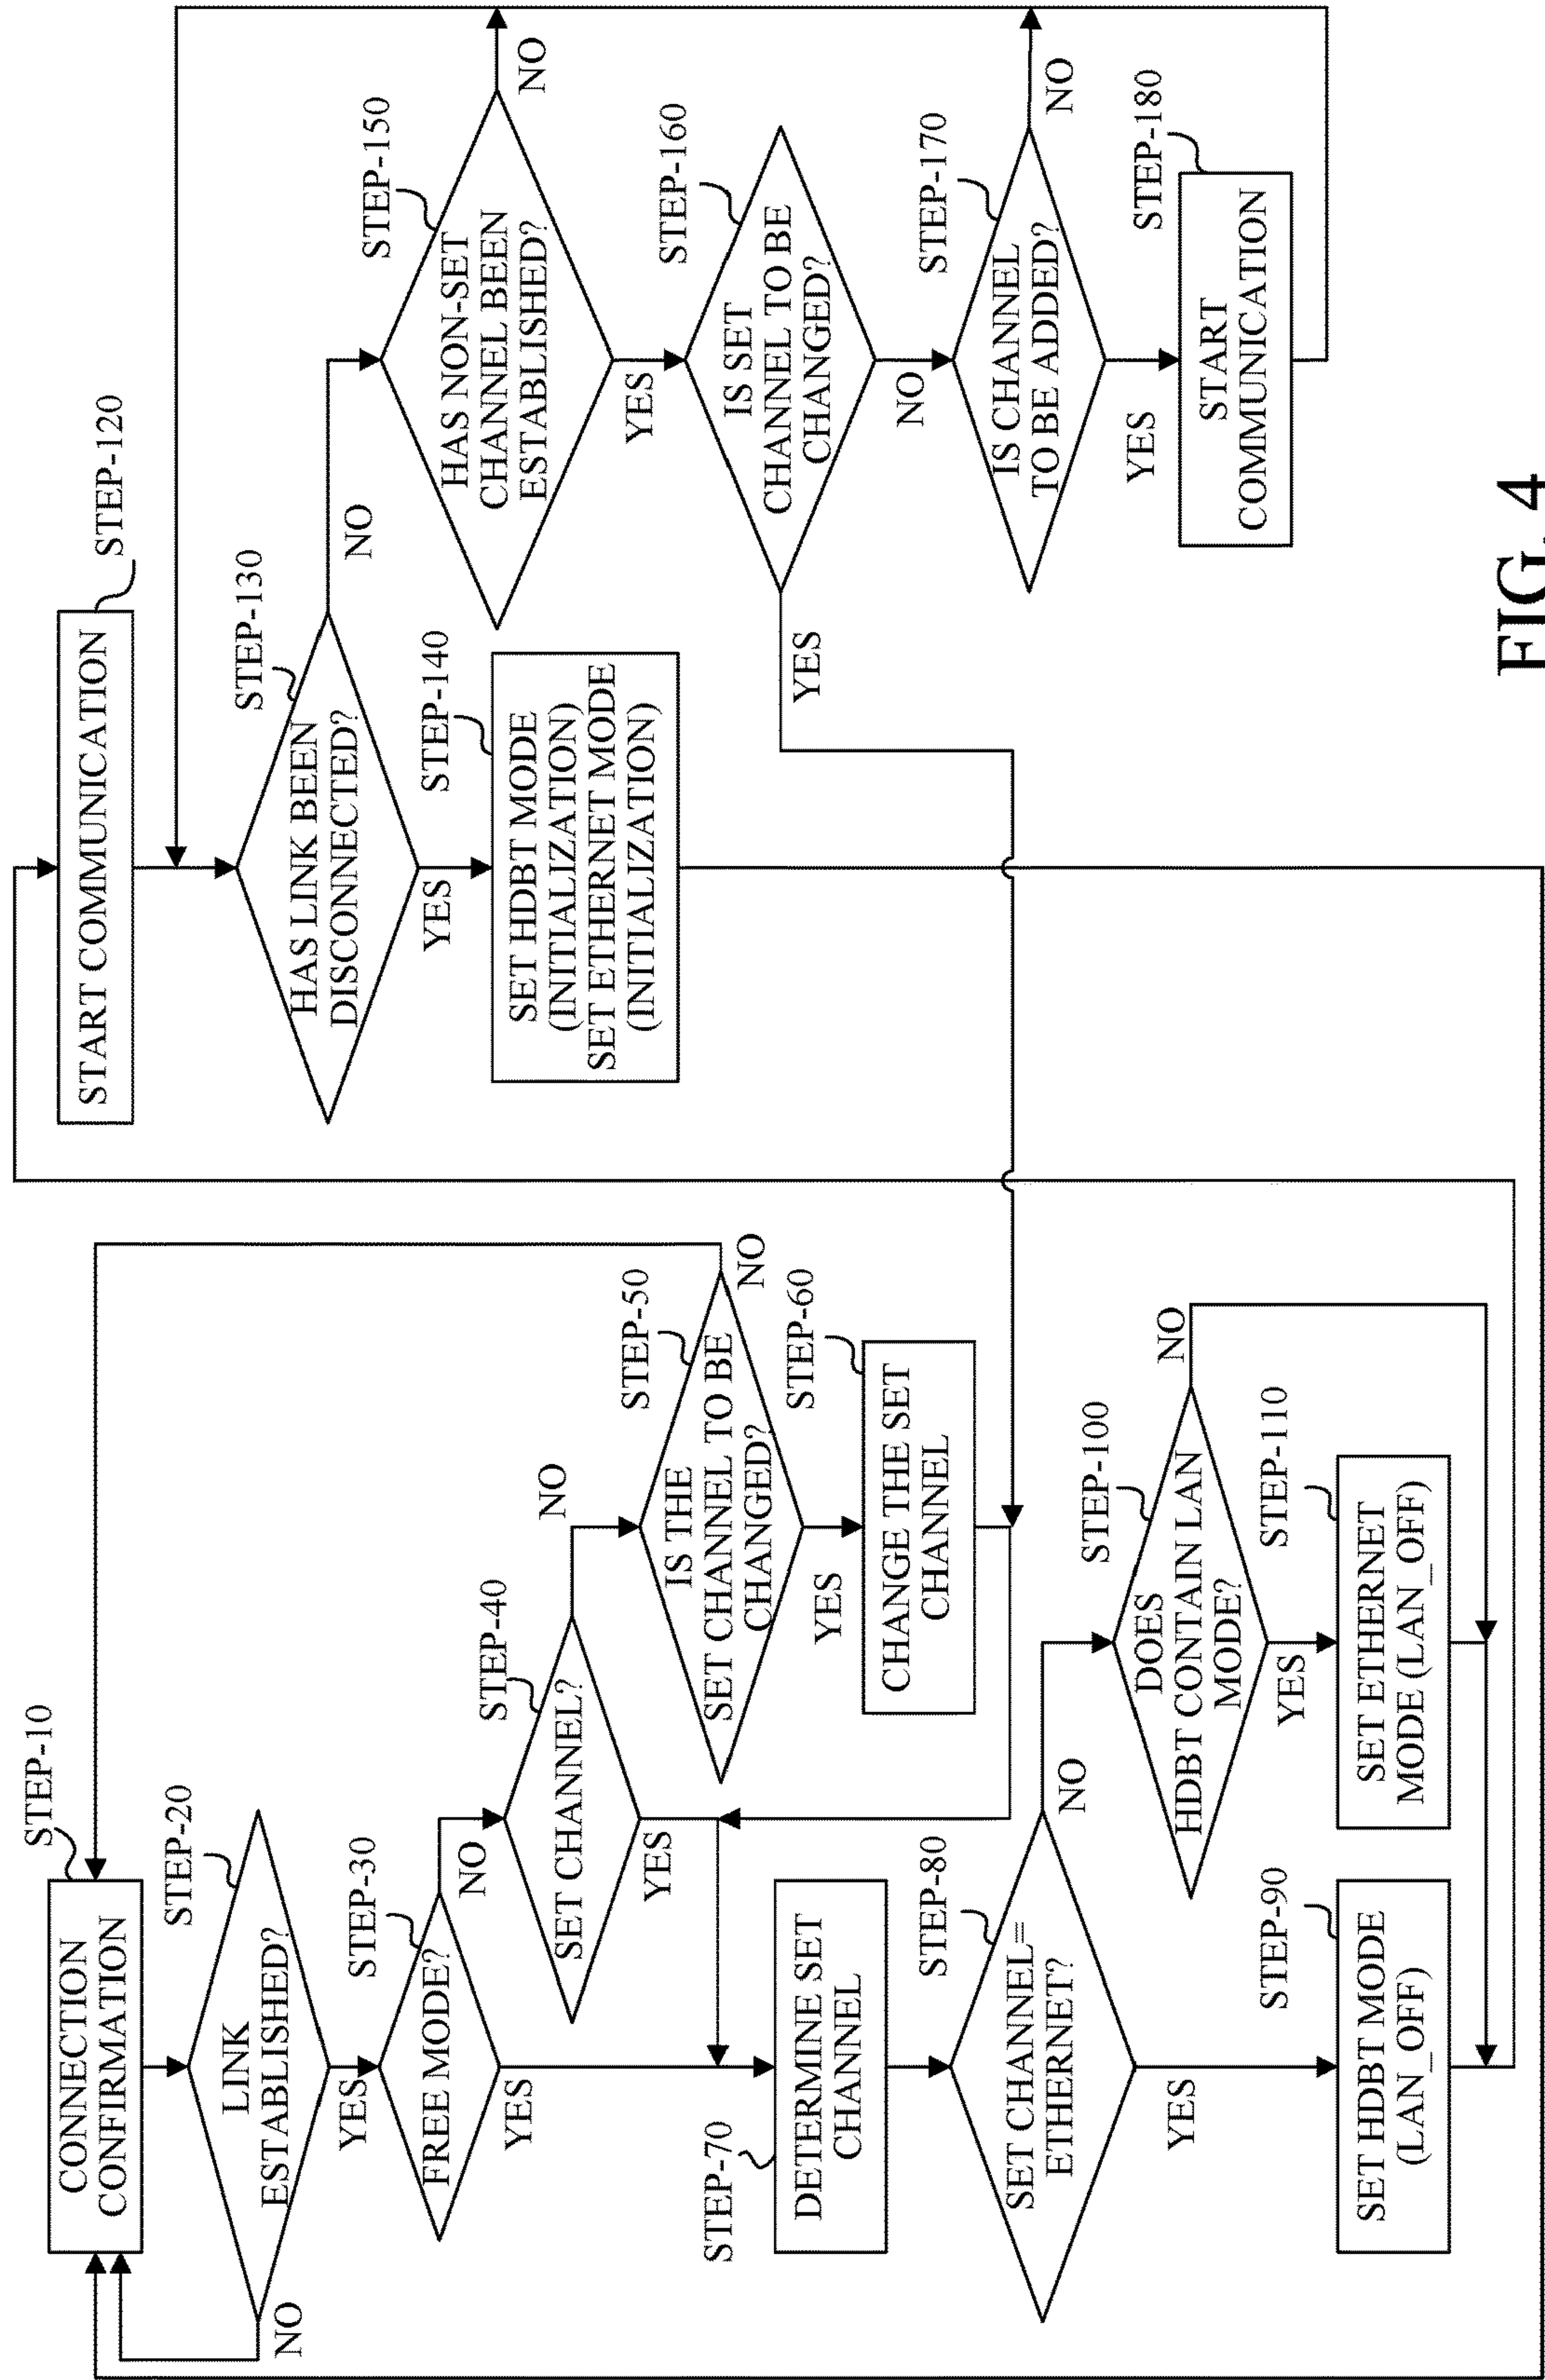 STEP-10
CONNECTION
CONFIRMATION
STEP-20
LINK
ESTABLISHED?
NO
YES
STEP-30
FREE MODE?
NO
YES
STEP-40
SET CHANNEL?
NO
YES
STEP-50
IS THE
SET CHANNEL TO BE
CHANGED?
NO
YES
STEP-60
CHANGE THE SET
CHANNEL
STEP-70
DETERMINE SET
CHANNEL
STEP-80
SET CHANNEL=
ETHERNET?
NO
YES
STEP-90
SET HDBT MODE
(LAN_OFF)
STEP-100
DOES
HDBT CONTAIN LAN
MODE?
NO
YES
STEP-110
SET ETHERNET
MODE (LAN_OFF)
START COMMUNICATION
STEP-120
STEP-130
HAS LINK BEEN
DISCONNECTED?
NO
YES
STEP-140
SET HDBT MODE
(INITIALIZATION)
SET ETHERNET MODE
(INITIALIZATION)
STEP-150
HAS NON-SET
CHANNEL BEEN
ESTABLISHED?
NO
YES
STEP-160
IS SET
CHANNEL TO BE
CHANGED?
YES
NO
STEP-170
IS CHANNEL
TO BE ADDED?
NO
YES
STEP-180
START
COMMUNICATION
FIG. 4